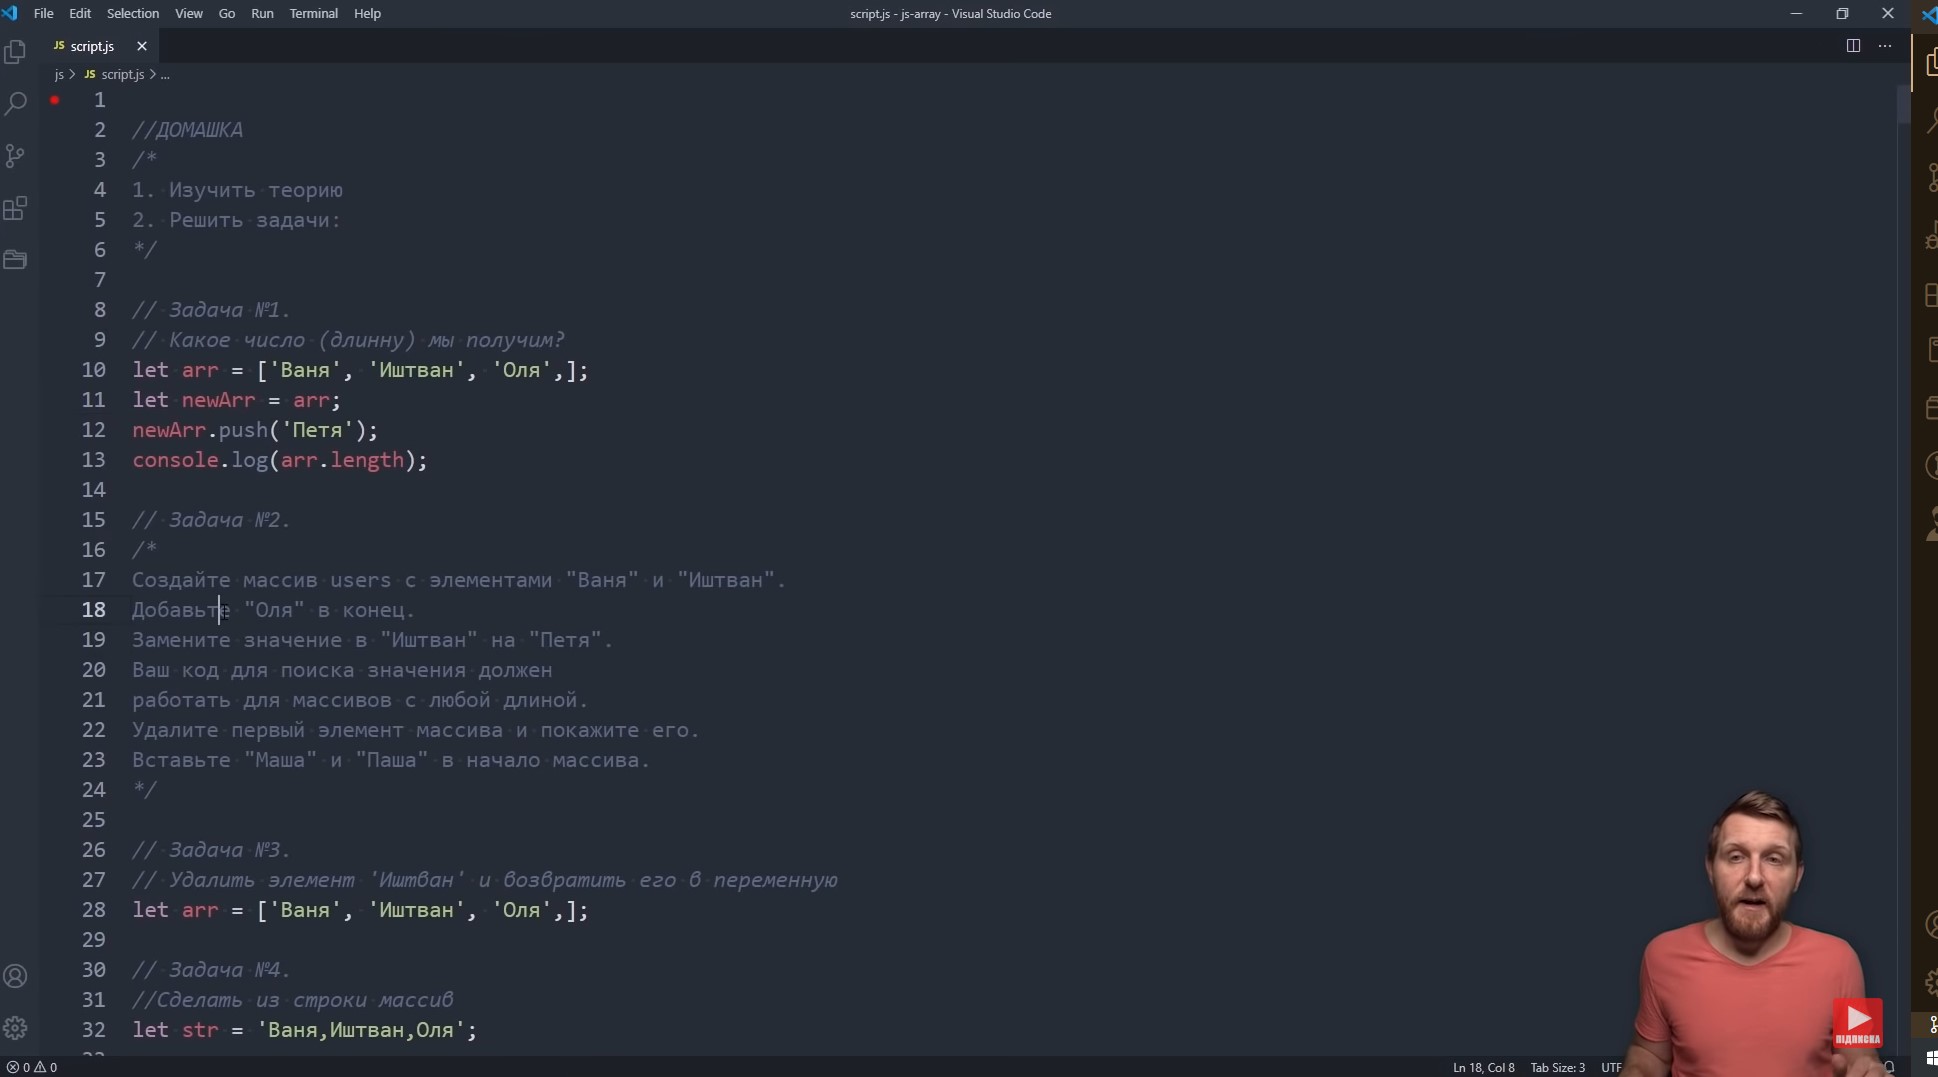 File Edit Selection View Go Run Terminal Help
script.js - js-array - Visual Studio Code
JS script.js
js > JS script.js > ...
1
2 //ДОМАШКА
3 /*
4 1. Изучить теорию
5 2. Решить задачи:
6 */
7
8 // Задача №1.
9 // Какое число (длинну) мы получим?
10 let arr = ['Ваня', 'Иштван', 'Оля',];
11 let newArr = arr;
12 newArr.push('Петя');
13 console.log(arr.length);
14
15 // Задача №2.
16 /*
17 Создайте массив users с элементами "Ваня" и "Иштван".
18 Добавьте "Оля" в конец.
19 Замените значение в "Иштван" на "Петя".
20 Ваш код для поиска значения должен
21 работать для массивов с любой длиной.
22 Удалите первый элемент массива и покажите его.
23 Вставьте "Маша" и "Паша" в начало массива.
24 */
25
26 // Задача №3.
27 // Удалить элемент 'Иштван' и возвратить его в переменную
28 let arr = ['Ваня', 'Иштван', 'Оля',];
29
30 // Задача №4.
31 //Сделать из строки массив
32 let str = 'Ваня,Иштван,Оля';
ПІДПИСКА
0 0
Ln 18, Col 8 Tab Size: 3 UTF